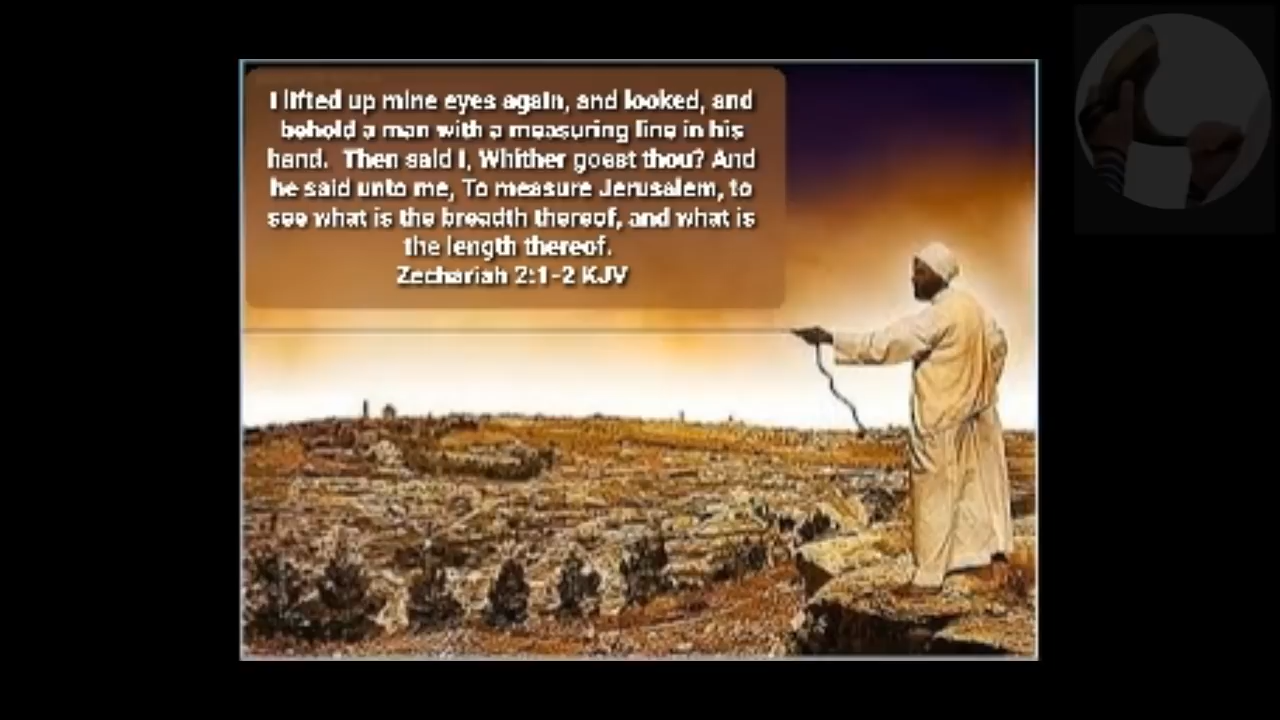 I lifted up mine eyes again, and looked, and
behold a man with a measuring line in his
hand. Then said I, Whither goest thou? And
he said unto me, To measure Jerusalem, to
see what is the breadth thereof, and what is
the length thereof.
Zechariah 2:1-2 KJV